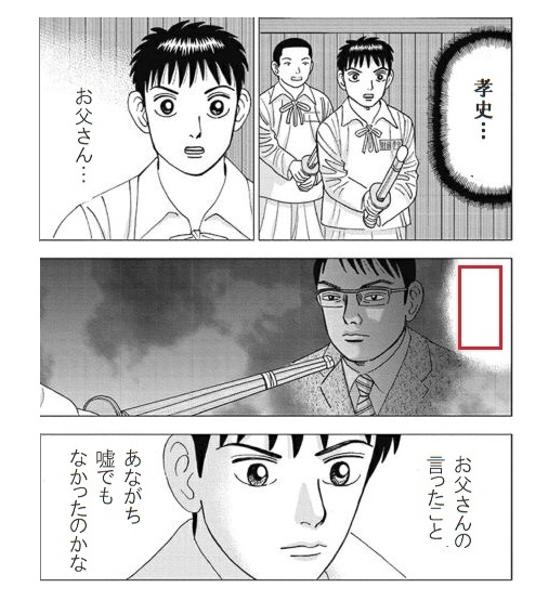 孝史…
お父さん…
お父さんの
言ったこと
あながち
嘘でも
なかったのかな